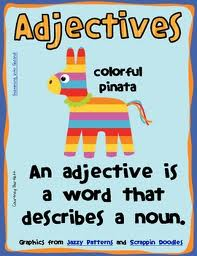 Adjectives
colorful
pinata
An adjective is
a word that
describes a noun.
Graphics from Jazzy Patterns and Scrappin Doodles